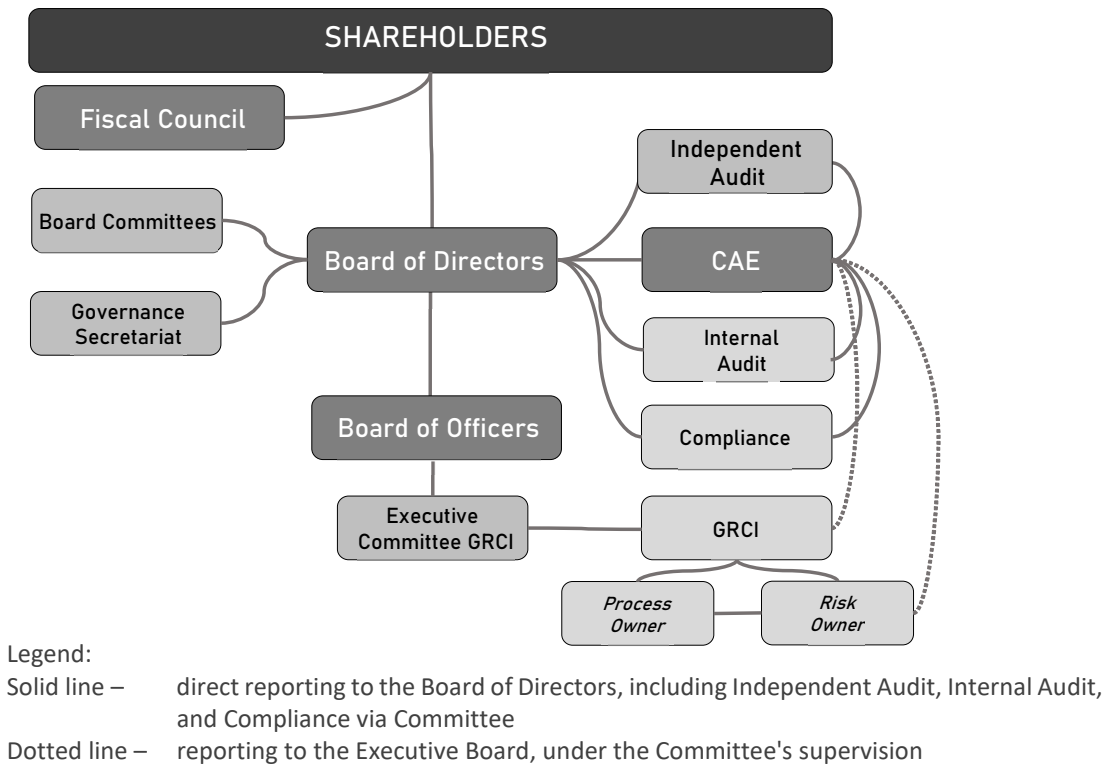 SHAREHOLDERS
Fiscal Council
Independent
Audit
Board Committees
Board of Directors
CAE
Governance
Secretariat
Internal
Audit
Board of Officers
Compliance
Executive
Committee GRCI
GRCI
Process
Owner
Risk
Owner
Legend:
Solid line – direct reporting to the Board of Directors, including Independent Audit, Internal Audit,
and Compliance via Committee
Dotted line – reporting to the Executive Board, under the Committee's supervision